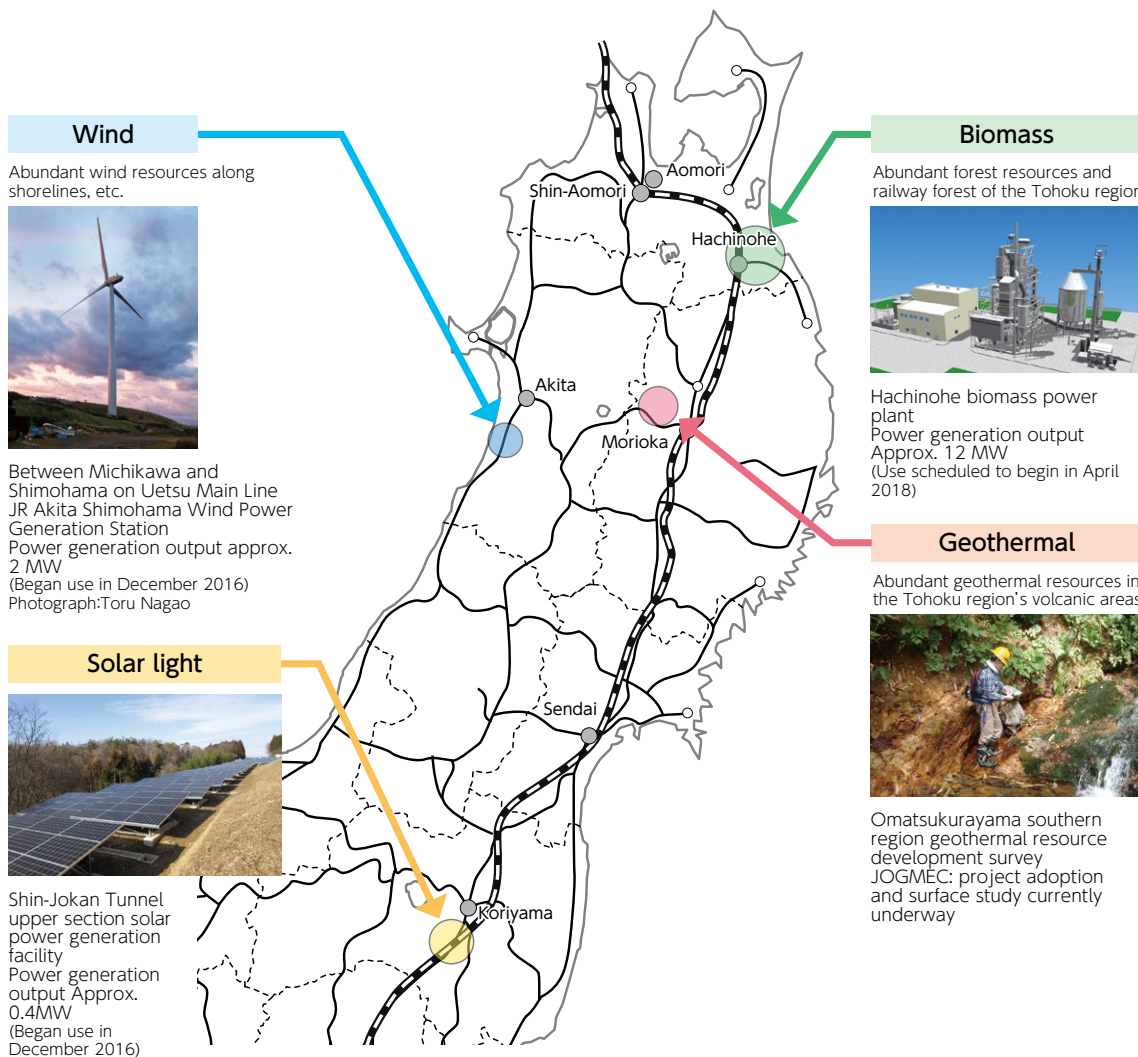 Wind
Abundant wind resources along
shorelines, etc.
Between Michikawa and
Shimohama on Uetsu Main Line
JR Akita Shimohama Wind Power
Generation Station
Power generation output approx.
2 MW
(Began use in December 2016)
Photograph:Toru Nagao
Solar light
Shin-Jokan Tunnel
upper section solar
power generation
facility
Power generation
output Approx.
0.4MW
(Began use in
December 2016)
Aomori
Shin-Aomori
Hachinohe
Akita
Morioka
Sendai
Koriyama
Biomass
Abundant forest resources and
railway forest of the Tohoku region
Hachinohe biomass power
plant
Power generation output
Approx. 12 MW
(Use scheduled to begin in April
2018)
Geothermal
Abundant geothermal resources in
the Tohoku region's volcanic areas
Omatsukurayama southern
region geothermal resource
development survey
JOGMEC: project adoption
and surface study currently
underway